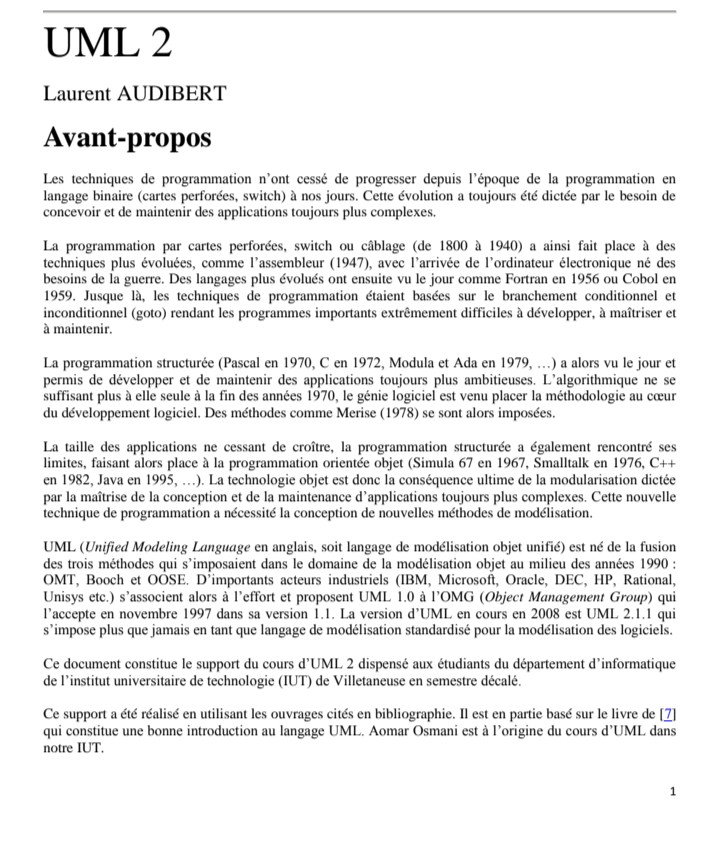 UML 2
Laurent AUDIBERT
Avant-propos
Les techniques de programmation n’ont cessé de progresser depuis l’époque de la programmation en
langage binaire (cartes perforées, switch) à nos jours. Cette évolution a toujours été dictée par le besoin de
concevoir et de maintenir des applications toujours plus complexes.
La programmation par cartes perforées, switch ou câblage (de 1800 à 1940) a ainsi fait place à des
techniques plus évoluées, comme l’assembleur (1947), avec l’arrivée de l’ordinateur électronique né des
besoins de la guerre. Des langages plus évolués ont ensuite vu le jour comme Fortran en 1956 ou Cobol en
1959. Jusque là, les techniques de programmation étaient basées sur le branchement conditionnel et
inconditionnel (goto) rendant les programmes importants extrêmement difficiles à développer, à maîtriser et
à maintenir.
La programmation structurée (Pascal en 1970, C en 1972, Modula et Ada en 1979, …) a alors vu le jour et
permis de développer et de maintenir des applications toujours plus ambitieuses. L’algorithmique ne se
suffisant plus à elle seule à la fin des années 1970, le génie logiciel est venu placer la méthodologie au cœur
du développement logiciel. Des méthodes comme Merise (1978) se sont alors imposées.
La taille des applications ne cessant de croître, la programmation structurée a également rencontré ses
limites, faisant alors place à la programmation orientée objet (Simula 67 en 1967, Smalltalk en 1976, C++
en 1982, Java en 1995, …). La technologie objet est donc la conséquence ultime de la modularisation dictée
par la maîtrise de la conception et de la maintenance d’applications toujours plus complexes. Cette nouvelle
technique de programmation a nécessité la conception de nouvelles méthodes de modélisation.
UML (Unified Modeling Language en anglais, soit langage de modélisation objet unifié) est né de la fusion
des trois méthodes qui s’imposaient dans le domaine de la modélisation objet au milieu des années 1990 :
OMT, Booch et OOSE. D’importants acteurs industriels (IBM, Microsoft, Oracle, DEC, HP, Rational,
Unisys etc.) s’associent alors à l’effort et proposent UML 1.0 à l’OMG (Object Management Group) qui
l’accepte en novembre 1997 dans sa version 1.1. La version d’UML en cours en 2008 est UML 2.1.1 qui
s’impose plus que jamais en tant que langage de modélisation standardisé pour la modélisation des logiciels.
Ce document constitue le support du cours d’UML 2 dispensé aux étudiants du département d’informatique
de l’institut universitaire de technologie (IUT) de Villetaneuse en semestre décalé.
Ce support a été réalisé en utilisant les ouvrages cités en bibliographie. Il est en partie basé sur le livre de [7]
qui constitue une bonne introduction au langage UML. Aomar Osmani est à l’origine du cours d’UML dans
notre IUT.
1